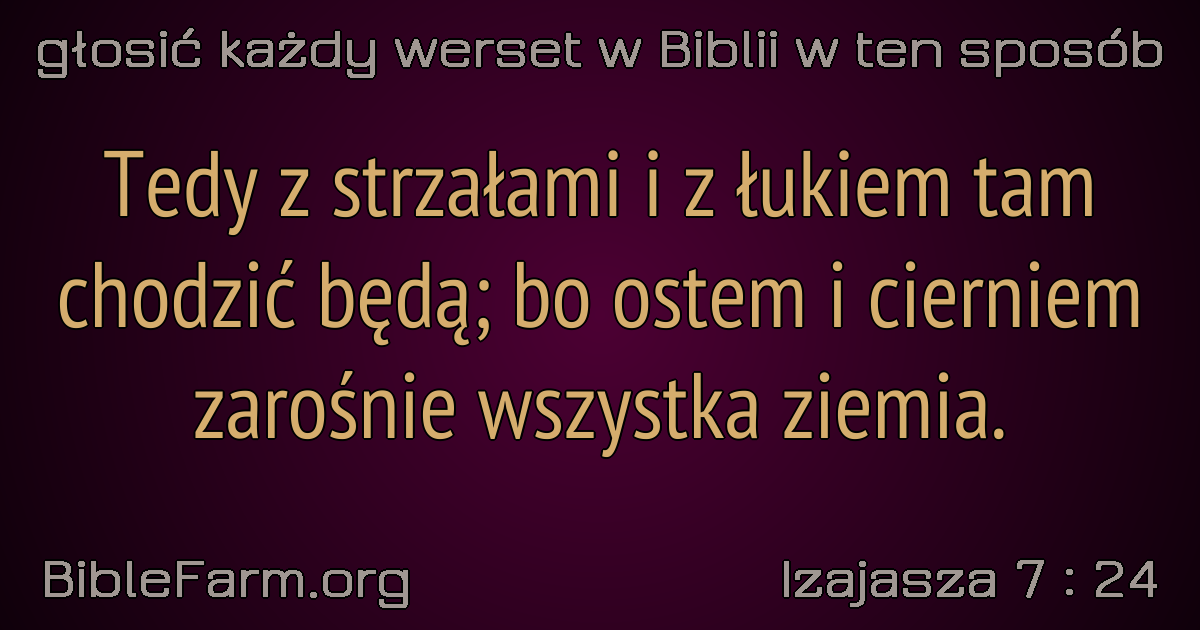 głosić każdy werset w Biblii w ten sposób
Tedy z strzałami i z łukiem tam
chodzić będą; bo ostem i cierniem
zarośnie wszystka ziemia.
BibleFarm.org
Izajasza 7 : 24